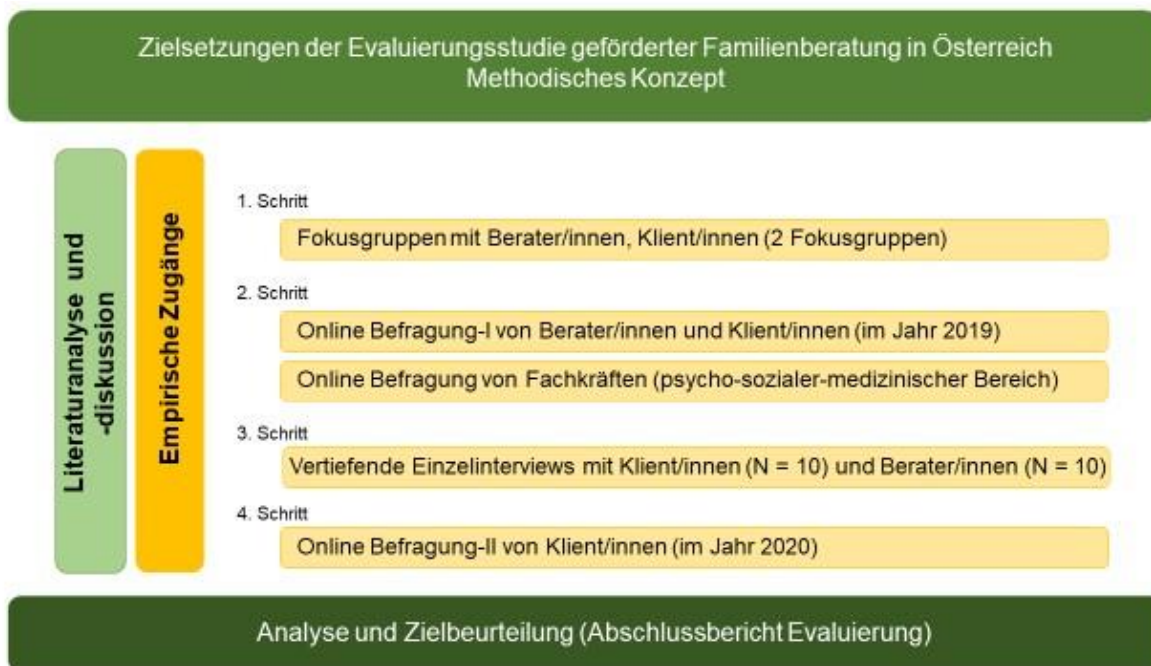 Zielsetzungen der Evaluierungsstudie geförderter Familienberatung in Österreich
Methodisches Konzept
Literaturanalyse und
-diskussion
Empirische Zugänge
1. Schritt
Fokusgruppen mit Berater/innen, Klient/innen (2 Fokusgruppen)
2. Schritt
Online Befragung-I von Berater/innen und Klient/innen (im Jahr 2019)
Online Befragung von Fachkräften (psycho-sozialer-medizinischer Bereich)
3. Schritt
Vertiefende Einzelinterviews mit Klient/innen (N = 10) und Berater/innen (N = 10)
4. Schritt
Online Befragung-II von Klient/innen (im Jahr 2020)
Analyse und Zielbeurteilung (Abschlussbericht Evaluierung)